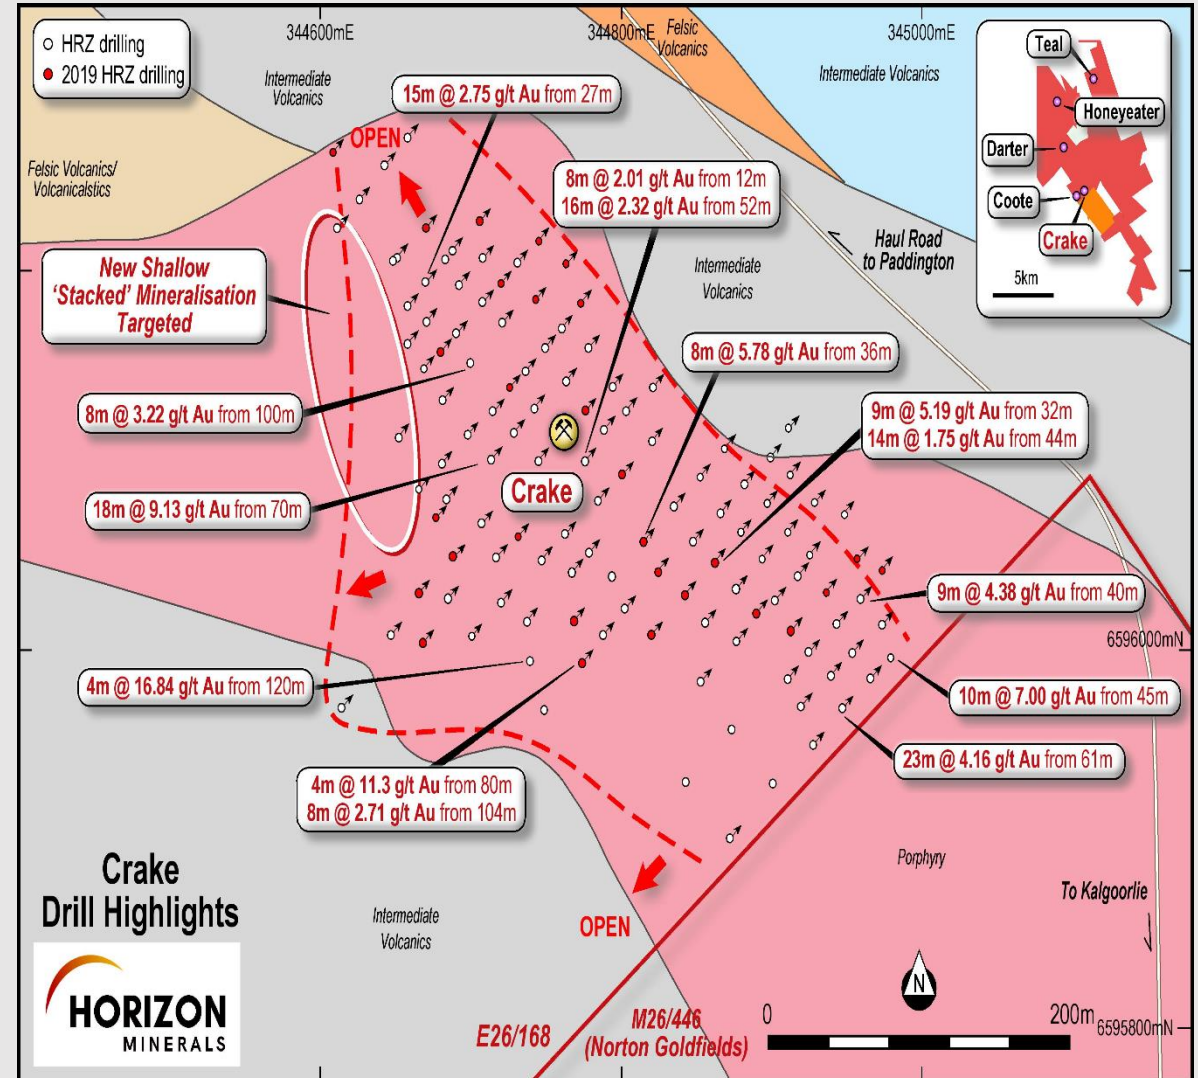 HRZ drilling
2019 HRZ drilling
344600mE
344800mE
345000mE
Felsic
Volcanics
Intermediate
Volcanics
Intermediate Volcanics
Teal
Honeyeater
Darter
Coote
Crake
5km
15m @ 2.75 g/t Au from 27m
OPEN
Felsic Volcanics/
Volcanicalstics
8m @ 2.01 g/t Au from 12m
16m @ 2.32 g/t Au from 52m
Haul Road
to Paddington
Intermediate
Volcanics
New Shallow
‘Stacked’ Mineralisation
Targeted
8m @ 5.78 g/t Au from 36m
8m @ 3.22 g/t Au from 100m
9m @ 5.19 g/t Au from 32m
14m @ 1.75 g/t Au from 44m
Crake
18m @ 9.13 g/t Au from 70m
9m @ 4.38 g/t Au from 40m
6596000mN
4m @ 16.84 g/t Au from 120m
10m @ 7.00 g/t Au from 45m
23m @ 4.16 g/t Au from 61m
4m @ 11.3 g/t Au from 80m
8m @ 2.71 g/t Au from 104m
Porphyry
Crake
Drill Highlights
To Kalgoorlie
Intermediate
Volcanics
OPEN
HORIZON
MINERALS
N
E26/168
M26/446
(Norton Goldfields)
0
200m
6595800mN